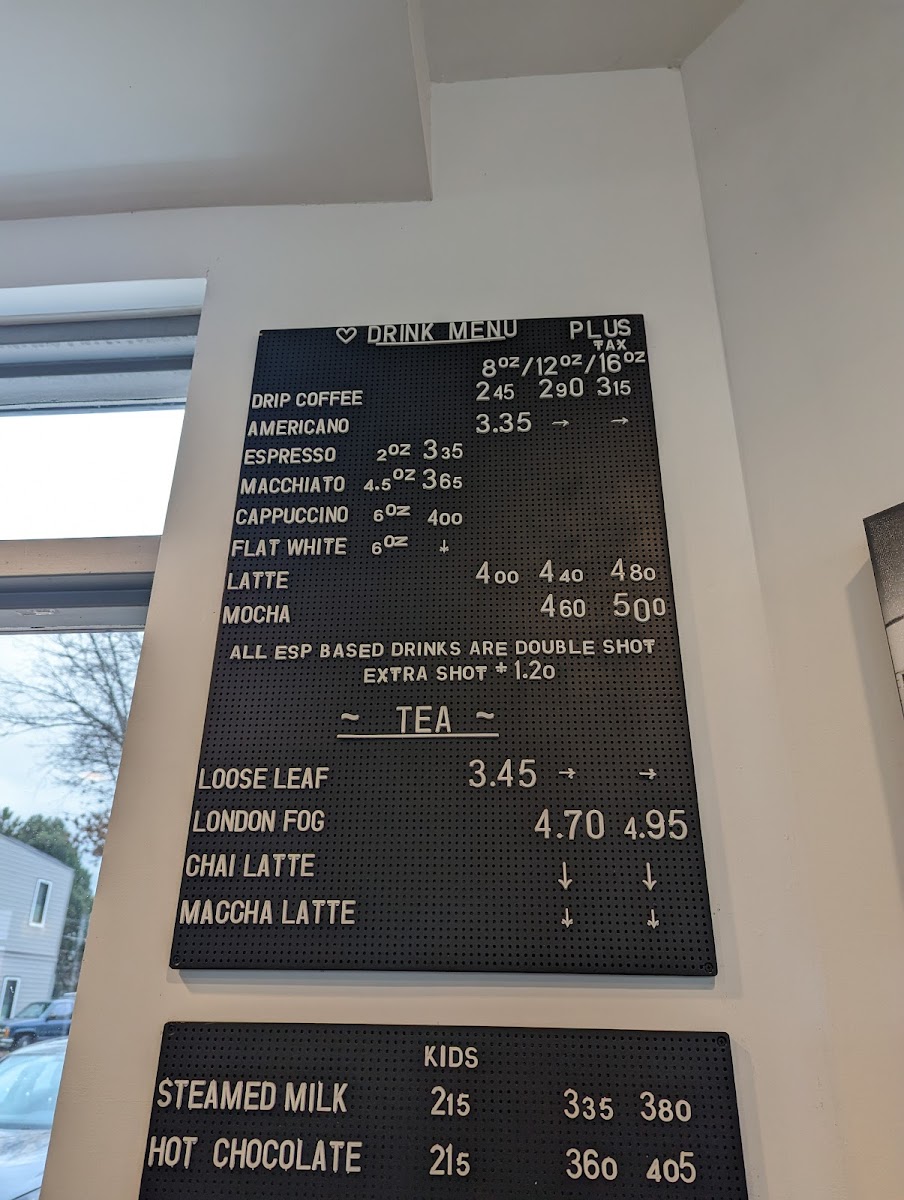 ♡ DRINK MENU PLUS TAX
8OZ/12OZ/16OZ
DRIP COFFEE 245 290 315
AMERICANO 3.35 → →
ESPRESSO 2OZ 335
MACCHIATO 4.5OZ 365
CAPPUCCINO 6OZ 400
FLAT WHITE 6OZ ↓
LATTE 400 440 480
MOCHA 460 500
ALL ESP BASED DRINKS ARE DOUBLE SHOT
EXTRA SHOT + 1.20
~ TEA ~
LOOSE LEAF 3.45 → →
LONDON FOG 4.70 4.95
CHAI LATTE ↓ ↓
MACCHA LATTE ↓ ↓
KIDS
STEAMED MILK 215 335 380
HOT CHOCOLATE 215 360 405